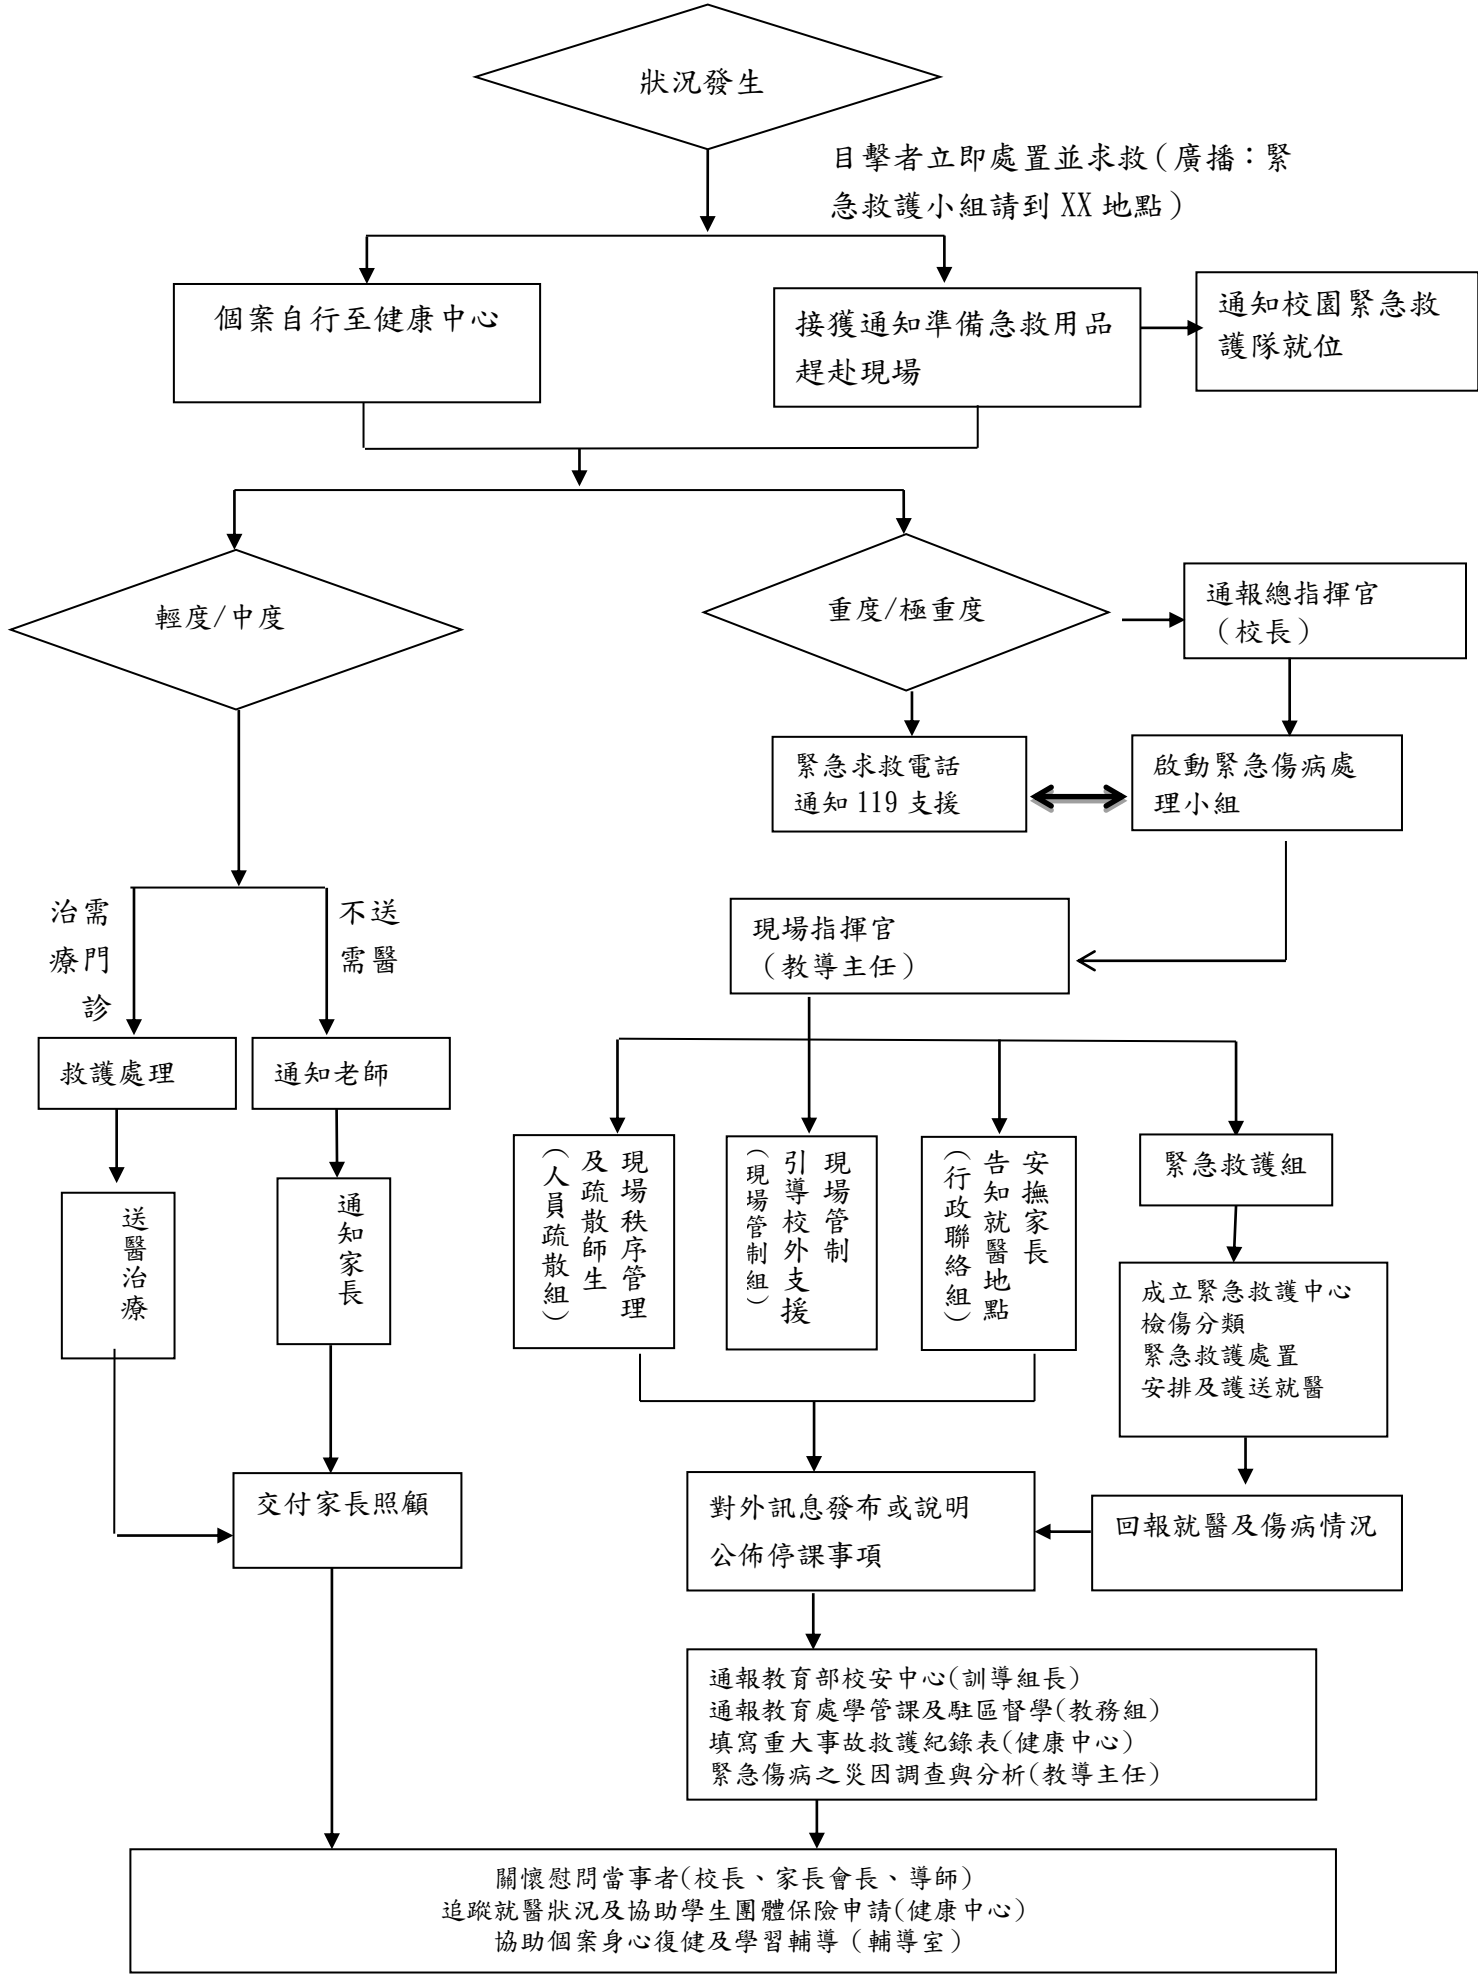 狀況發生
目擊者立即處置並求救（廣播：緊
急救護小組請到 XX 地點）
個案自行至健康中心
接獲通知準備急救用品
趕赴現場
通知校園緊急救
護隊就位
輕度/中度
重度/極重度
通報總指揮官
（校長）
緊急求救電話
通知 119 支援
啟動緊急傷病處
理小組
治需
療門
診
不送
需醫
現場指揮官
（教導主任）
救護處理
通知老師
送醫治療
通知家長
現場秩序管理
及疏散師生
（人員疏散組）
現場管制
引導校外支援
（現場管制組）
安撫家長
告知就醫地點
（行政聯絡組）
緊急救護組
成立緊急救護中心
檢傷分類
緊急救護處置
安排及護送就醫
交付家長照顧
對外訊息發布或說明
公佈停課事項
回報就醫及傷病情況
通報教育部校安中心(訓導組長)
通報教育處學管課及駐區督學(教務組)
填寫重大事故救護紀錄表(健康中心)
緊急傷病之災因調查與分析(教導主任)
關懷慰問當事者(校長、家長會長、導師)
追蹤就醫狀況及協助學生團體保險申請(健康中心)
協助個案身心復健及學習輔導（輔導室）